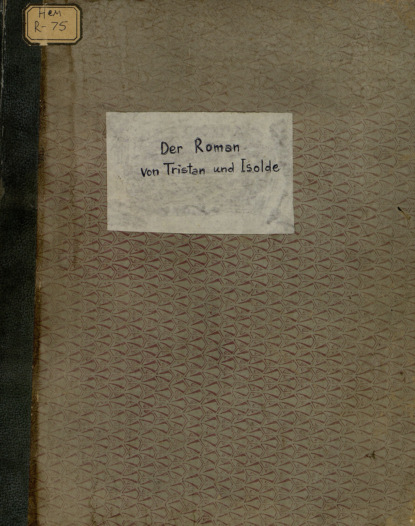 Hem
R-75
Der Roman
von Tristan und Isolde